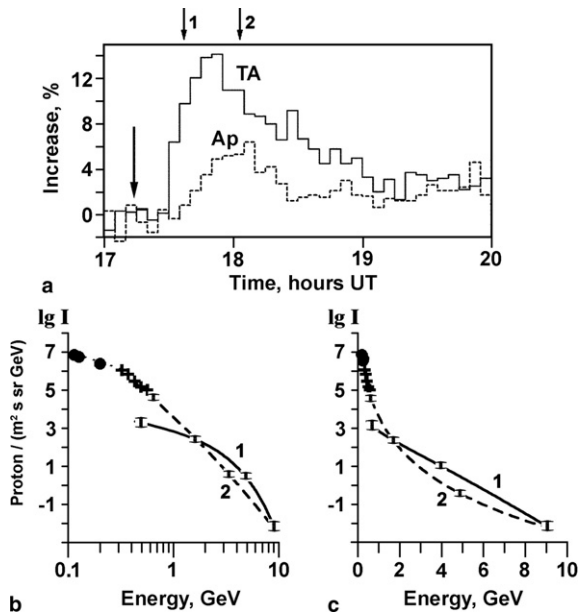 1 2
12
8
4
0
Increase, %
TA
Ap
17 18 19 20
Time, hours UT
a
lg I
7
5
3
1
-1
Proton / (m² s sr GeV)
1
2
0.1 1 10
Energy, GeV
b
lg I
7
5
3
1
-1
1
2
0 2 4 6 8 10
Energy, GeV
c